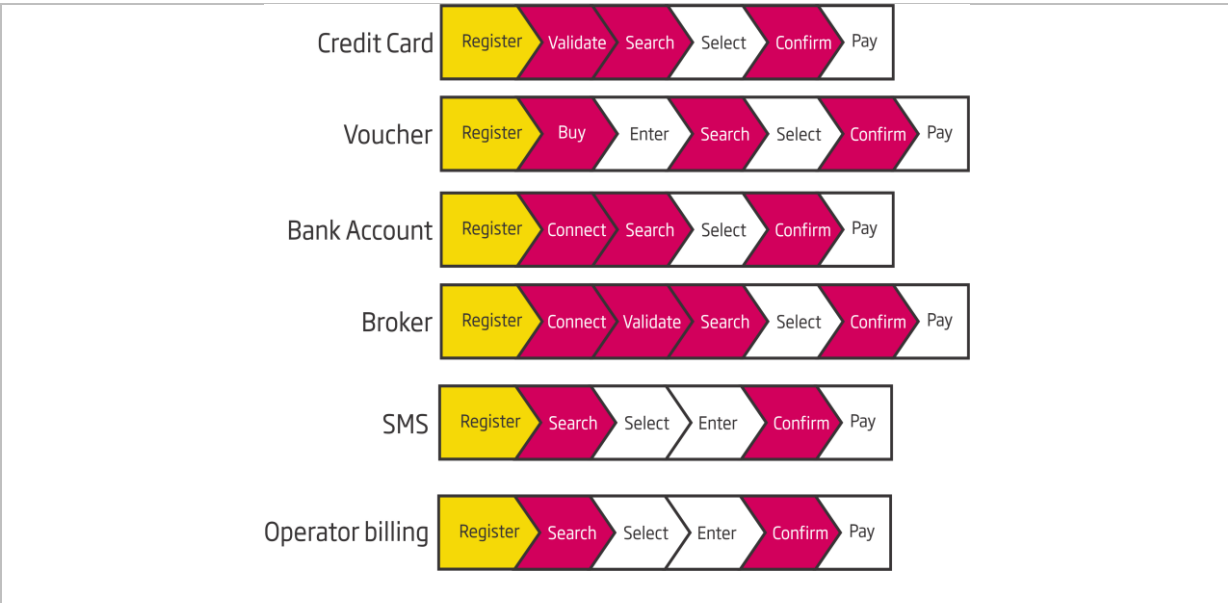 Credit Card Register Validate Search Select Confirm Pay
Voucher Register Buy Enter Search Select Confirm Pay
Bank Account Register Connect Search Select Confirm Pay
Broker Register Connect Validate Search Select Confirm Pay
SMS Register Search Select Enter Confirm Pay
Operator billing Register Search Select Enter Confirm Pay